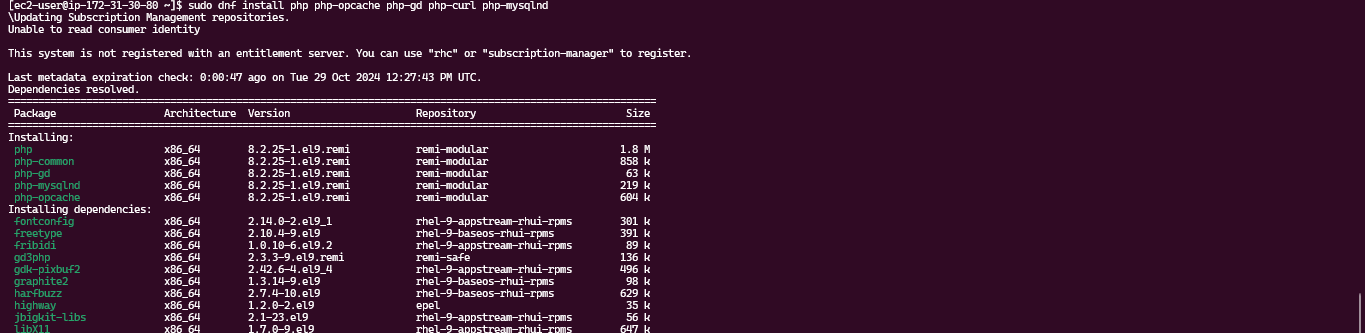 [ec2-user@ip-172-31-30-80 ~]$ sudo dnf install php php-opcache php-gd php-curl php-mysqlnd
\Updating Subscription Management repositories.
Unable to read consumer identity
This system is not registered with an entitlement server. You can use "rhc" or "subscription-manager" to register.
Last metadata expiration check: 0:00:47 ago on Tue 29 Oct 2024 12:27:43 PM UTC.
Dependencies resolved.
Package Architecture Version Repository Size
Installing:
php x86_64 8.2.25-1.el9.remi remi-modular 1.8 M
php-common x86_64 8.2.25-1.el9.remi remi-modular 858 k
php-gd x86_64 8.2.25-1.el9.remi remi-modular 63 k
php-mysqlnd x86_64 8.2.25-1.el9.remi remi-modular 219 k
php-opcache x86_64 8.2.25-1.el9.remi remi-modular 604 k
Installing dependencies:
fontconfig x86_64 2.14.0-2.el9_1 rhel-9-appstream-rhui-rpms 301 k
freetype x86_64 2.10.4-9.el9 rhel-9-baseos-rhui-rpms 391 k
fribidi x86_64 1.0.10-6.el9.2 rhel-9-appstream-rhui-rpms 89 k
gd3php x86_64 2.3.3-9.el9.remi remi-safe 136 k
gdk-pixbuf2 x86_64 2.42.6-4.el9_4 rhel-9-appstream-rhui-rpms 496 k
graphite2 x86_64 1.3.14-9.el9 rhel-9-baseos-rhui-rpms 98 k
harfbuzz x86_64 2.7.4-10.el9 rhel-9-baseos-rhui-rpms 629 k
highway x86_64 1.2.0-2.el9 epel 35 k
jbigkit-libs x86_64 2.1-23.el9 rhel-9-appstream-rhui-rpms 56 k
libX11 x86_64 1.7.0-9.el9 rhel-9-appstream-rhui-rpms 647 k